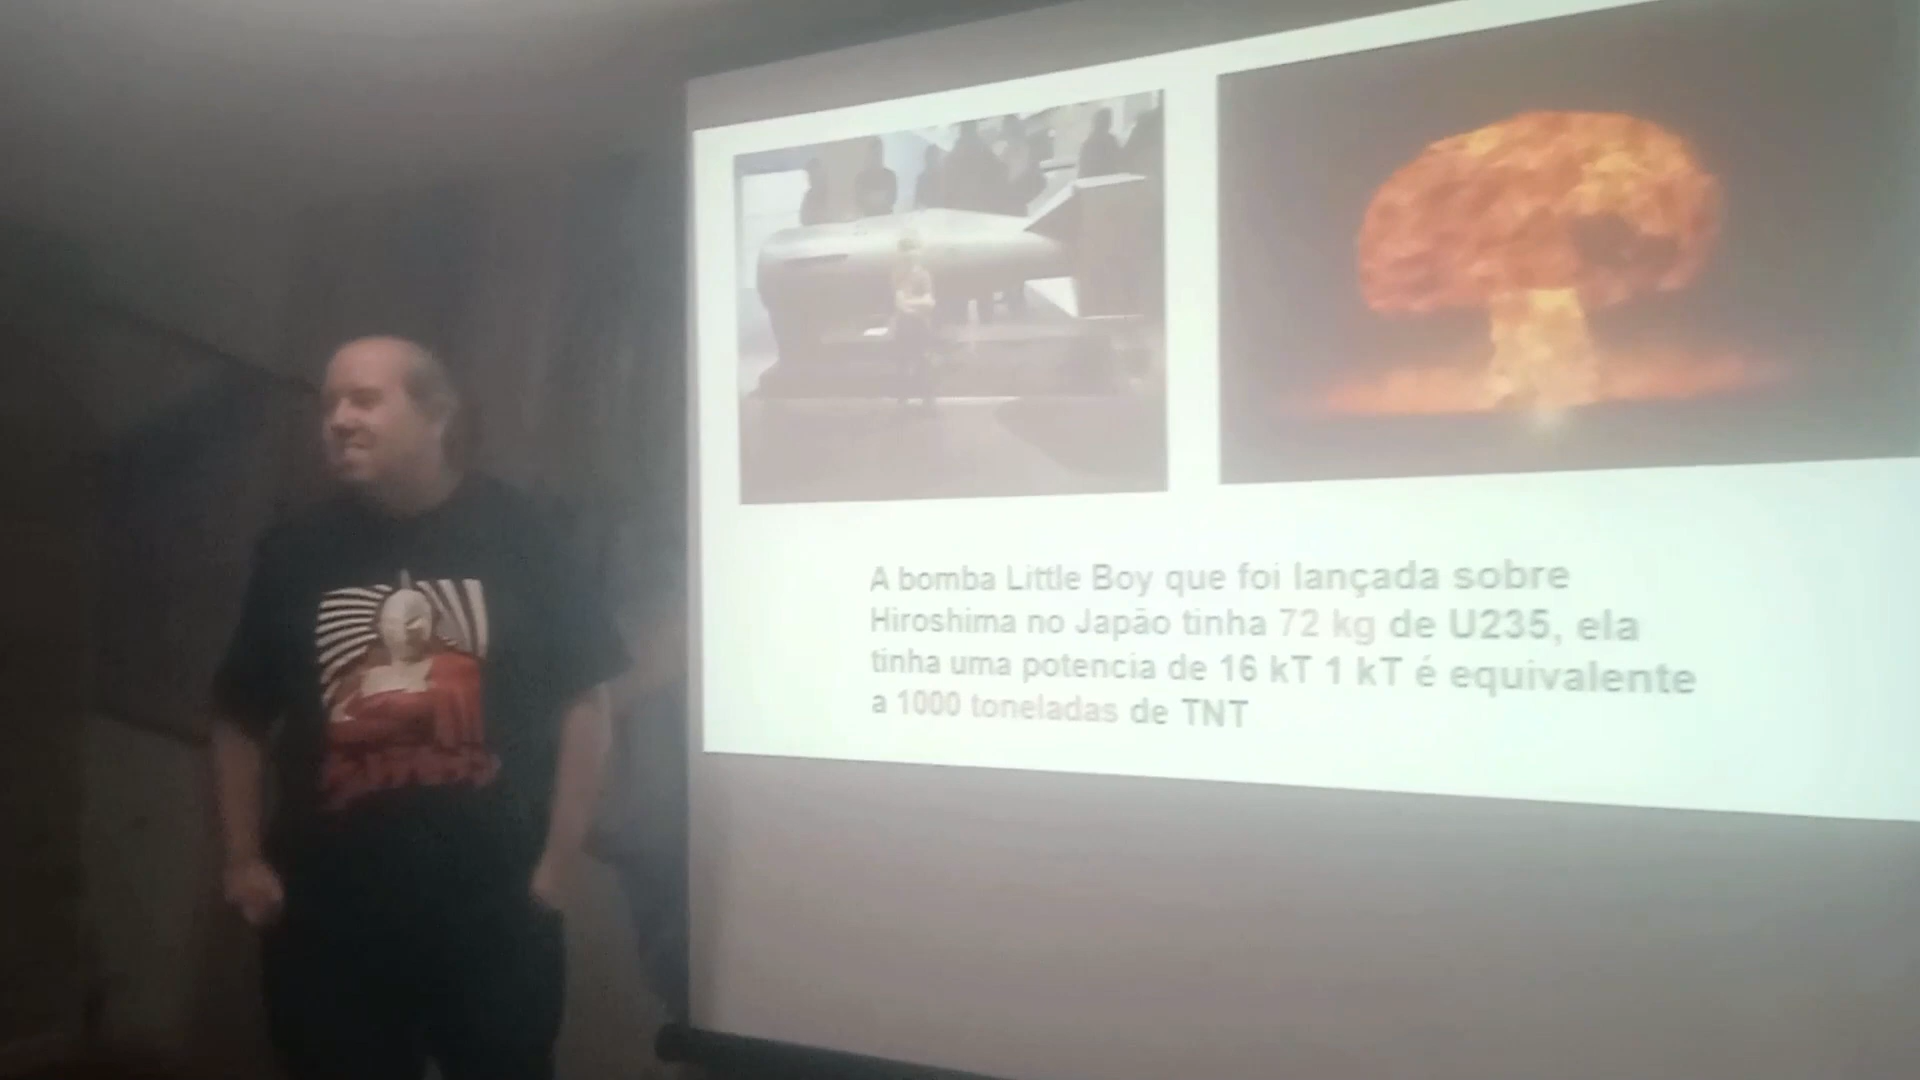 A bomba Little Boy que foi lançada sobre
Hiroshima no Japão tinha 72 kg de U235, ela
tinha uma potencia de 16 kT 1 kT é equivalente
a 1000 toneladas de TNT